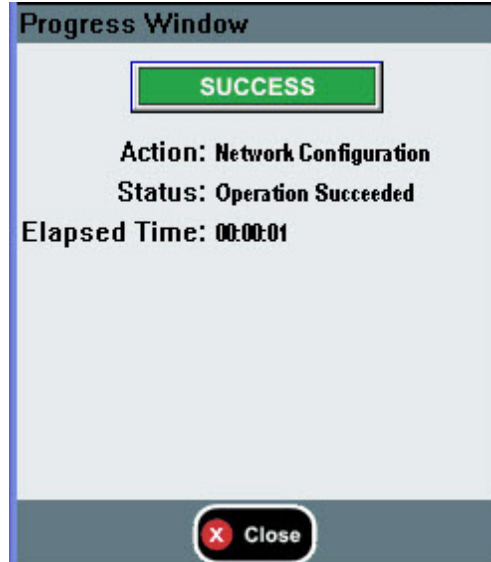 Progress Window
SUCCESS
Action: Network Configuration
Status: Operation Succeeded
Elapsed Time: 00:00:01
X Close